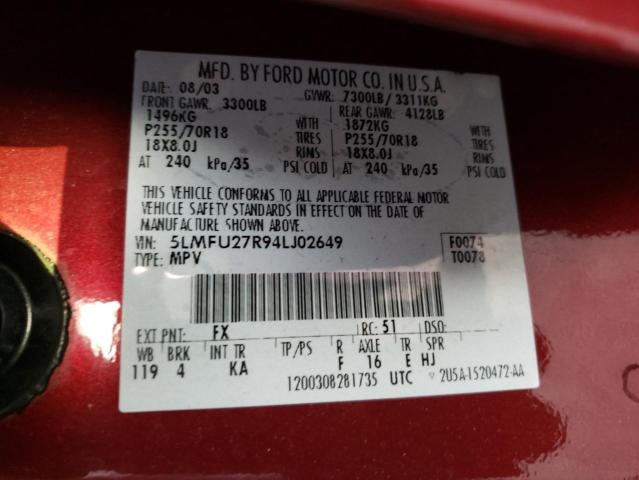 MFD. BY FORD MOTOR CO. IN U.S.A.
DATE: 08/03 GVWR: 7300LB/ 3311KG
FRONT GAWR: 3300LB REAR GAWR: 4128LB
1496KG WITH 1872KG WITH
P255/70R18 TIRES P255/70R18 TIRES
18X8.0J RIMS 18X8.0J RIMS
AT 240 kPa/35 PSI COLD AT 240 kPa/35 PSI COLD
THIS VEHICLE CONFORMS TO ALL APPLICABLE FEDERAL MOTOR
VEHICLE SAFETY STANDARDS IN EFFECT ON THE DATE OF
MANUFACTURE SHOWN ABOVE.
VIN: 5LMFU27R94LJ02649 F0074
TYPE: MPV T0078
EXT PNT: FX RC: 51 DSO:
WB BRK INT TR TP/PS R AXLE TR SPR
119 4 KA F 16 E HJ
1200308281735 UTC 2U5A-1520472-AA